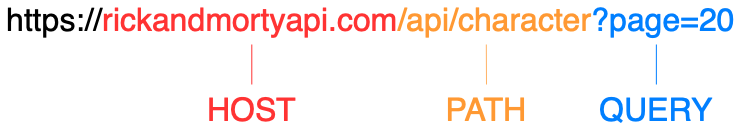 https://rickandmortyapi.com/api/character?page=20
HOST PATH QUERY